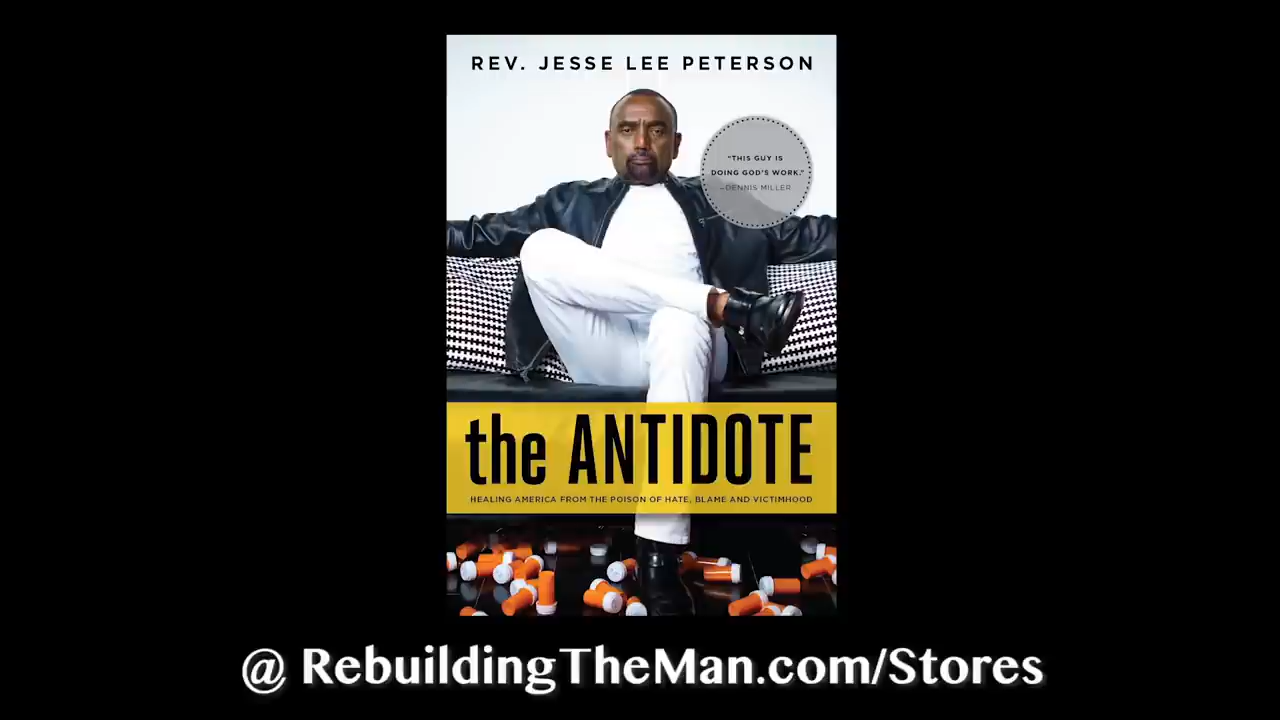 REV. JESSE LEE PETERSON
"THIS GUY IS
DOING GOD'S WORK."
–DENNIS MILLER
the ANTIDOTE
HEALING AMERICA FROM THE POISON OF HATE, BLAME AND VICTIMHOOD
@ RebuildingTheMan.com/Stores